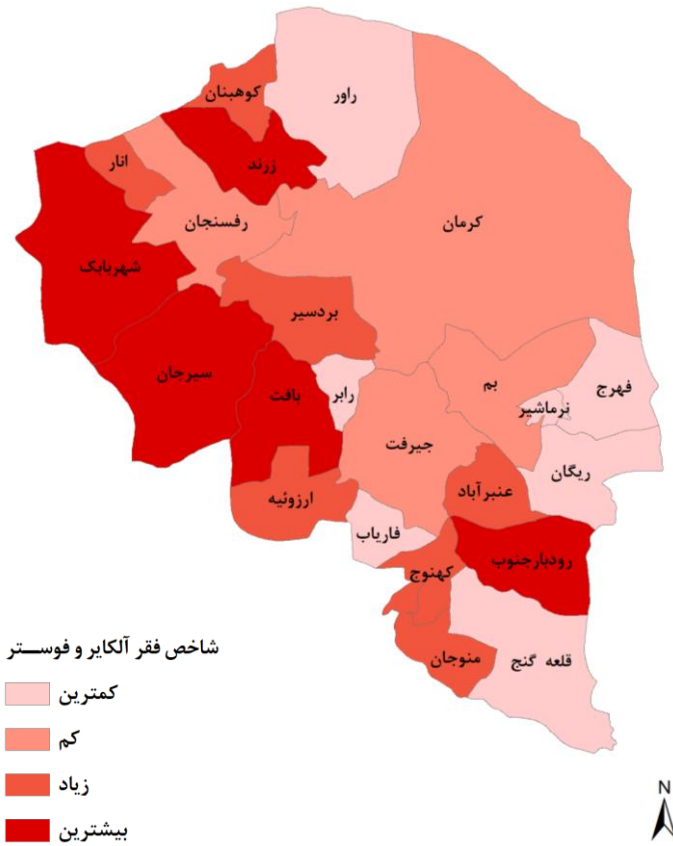 کوهبنان
راور
زرند
انار
رفسنجان
کرمان
شهربابک
بردسیر
سیرجان
بافت
رابر
بم
فهرج
نرماشیر
جیرفت
ریگان
عنبرآباد
ارزوئیه
فاریاب
رودبارجنوب
کهنوج
منوجان
قلعه گنج
شاخص فقر آلکایر و فوستر
کمترین
کم
زیاد
بیشترین
N